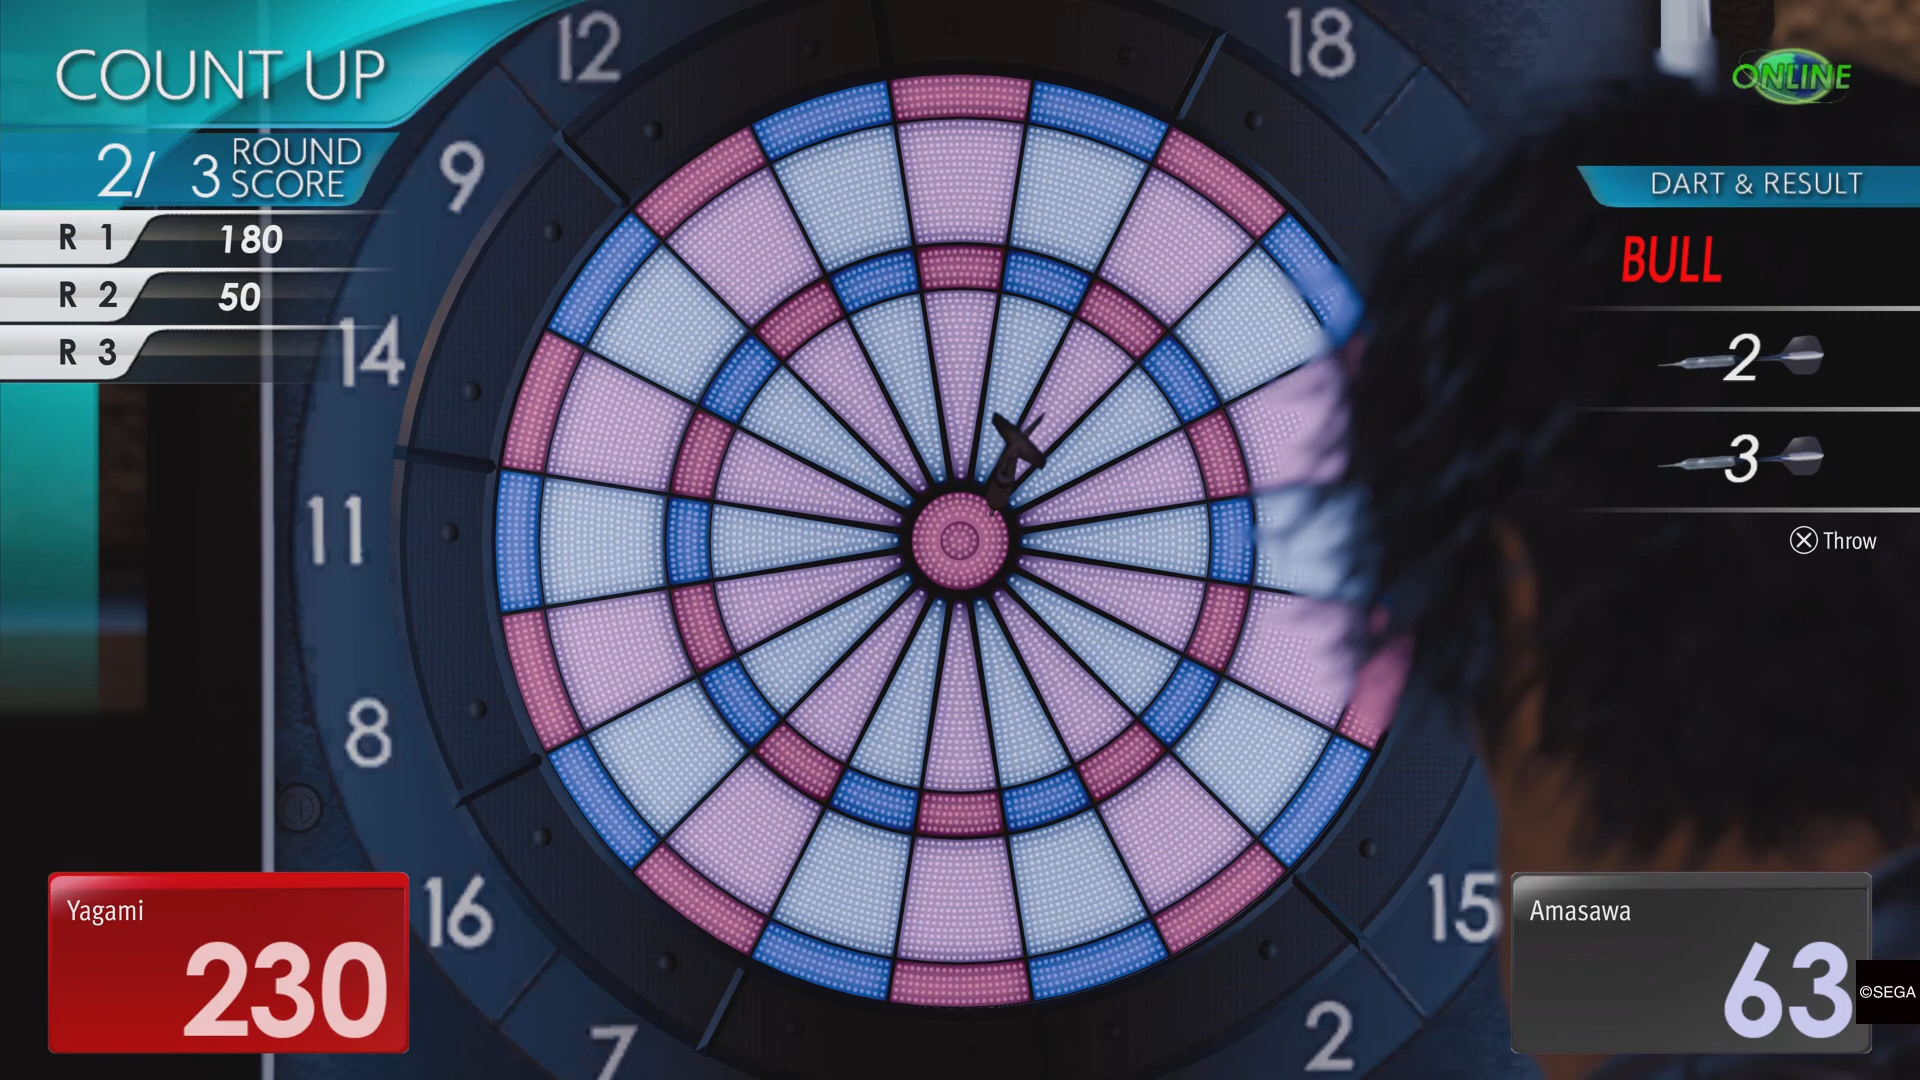 COUNT UP
2/ 3 ROUND SCORE
R 1 180
R 2 50
R 3
12
18
9
14
11
8
16
7
2
15
ONLINE
DART & RESULT
BULL
2
3
Throw
Yagami
230
Amasawa
63
©SEGA